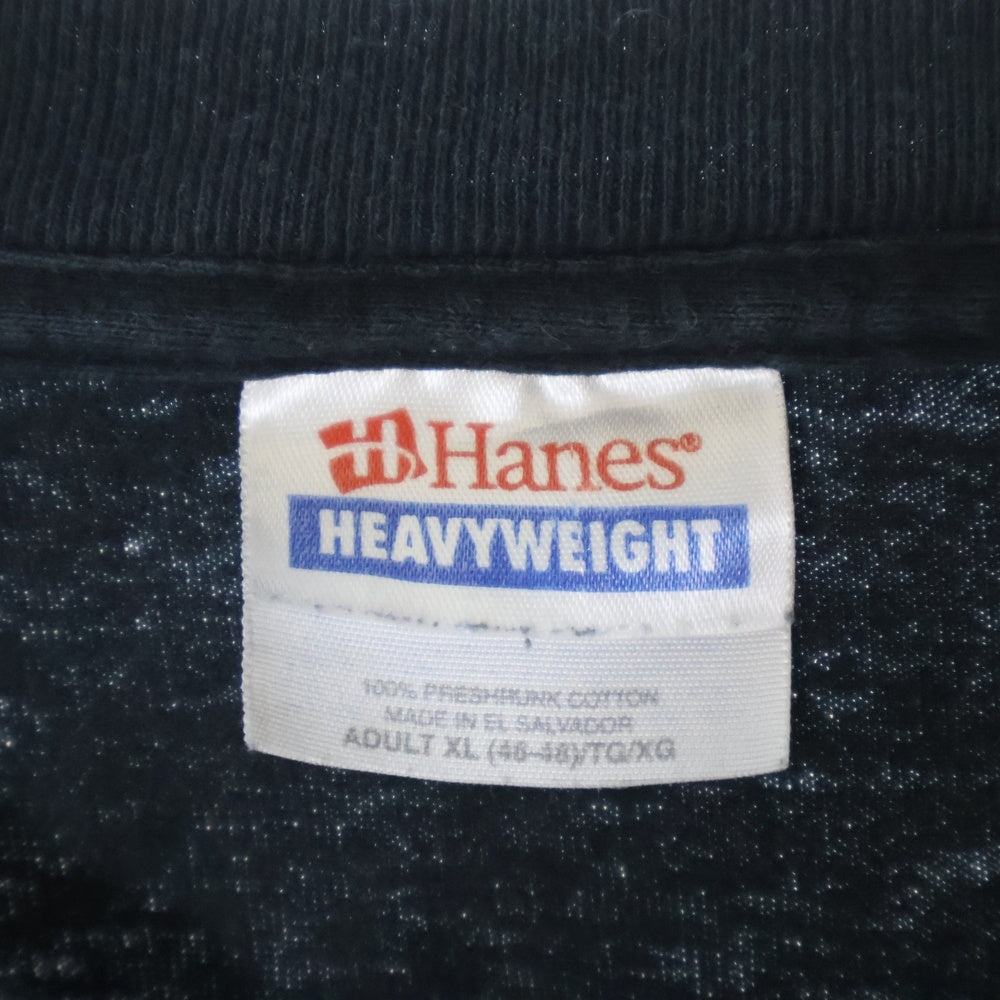 Hanes®
HEAVYWEIGHT
100% PRESHRUNK COTTON
MADE IN EL SALVADOR
ADULT XL (46-48)/TG/XG